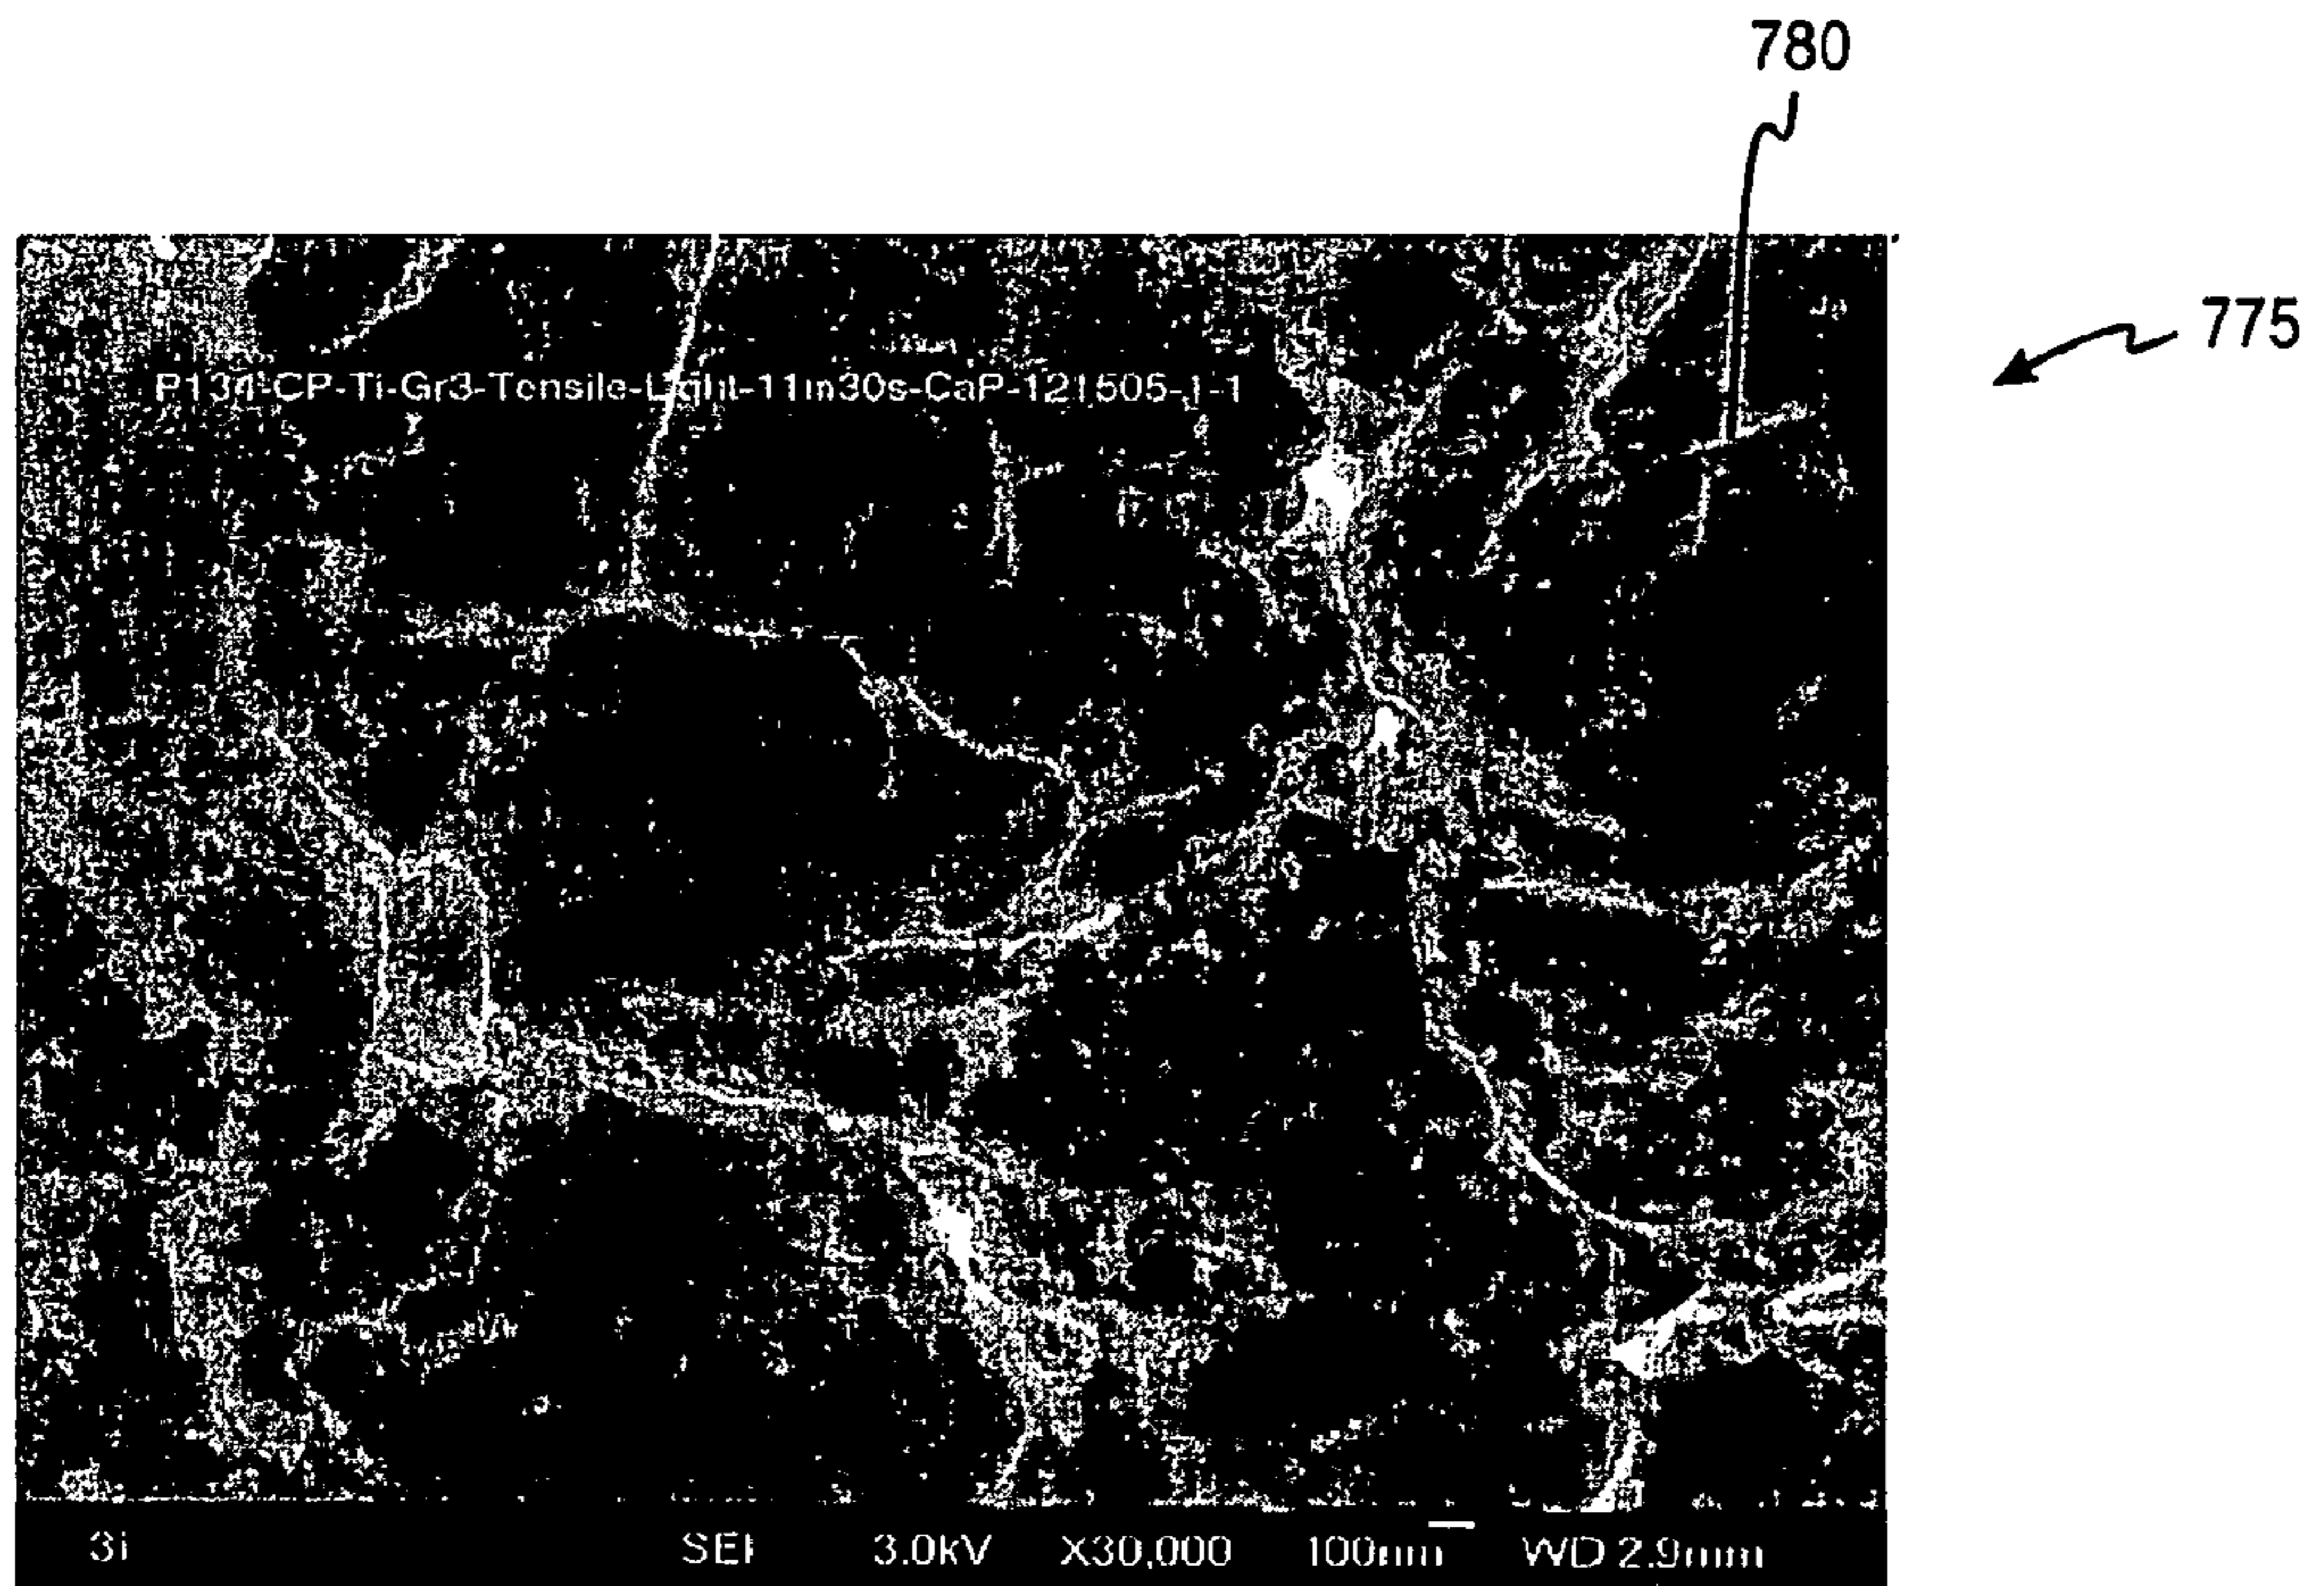 780
775
P134-CP-Ti-Gr3-Tensile-Light-11m30s-CaP-121505-1-1
3i SEI 3.0kV X30,000 100nm WD 2.9mm